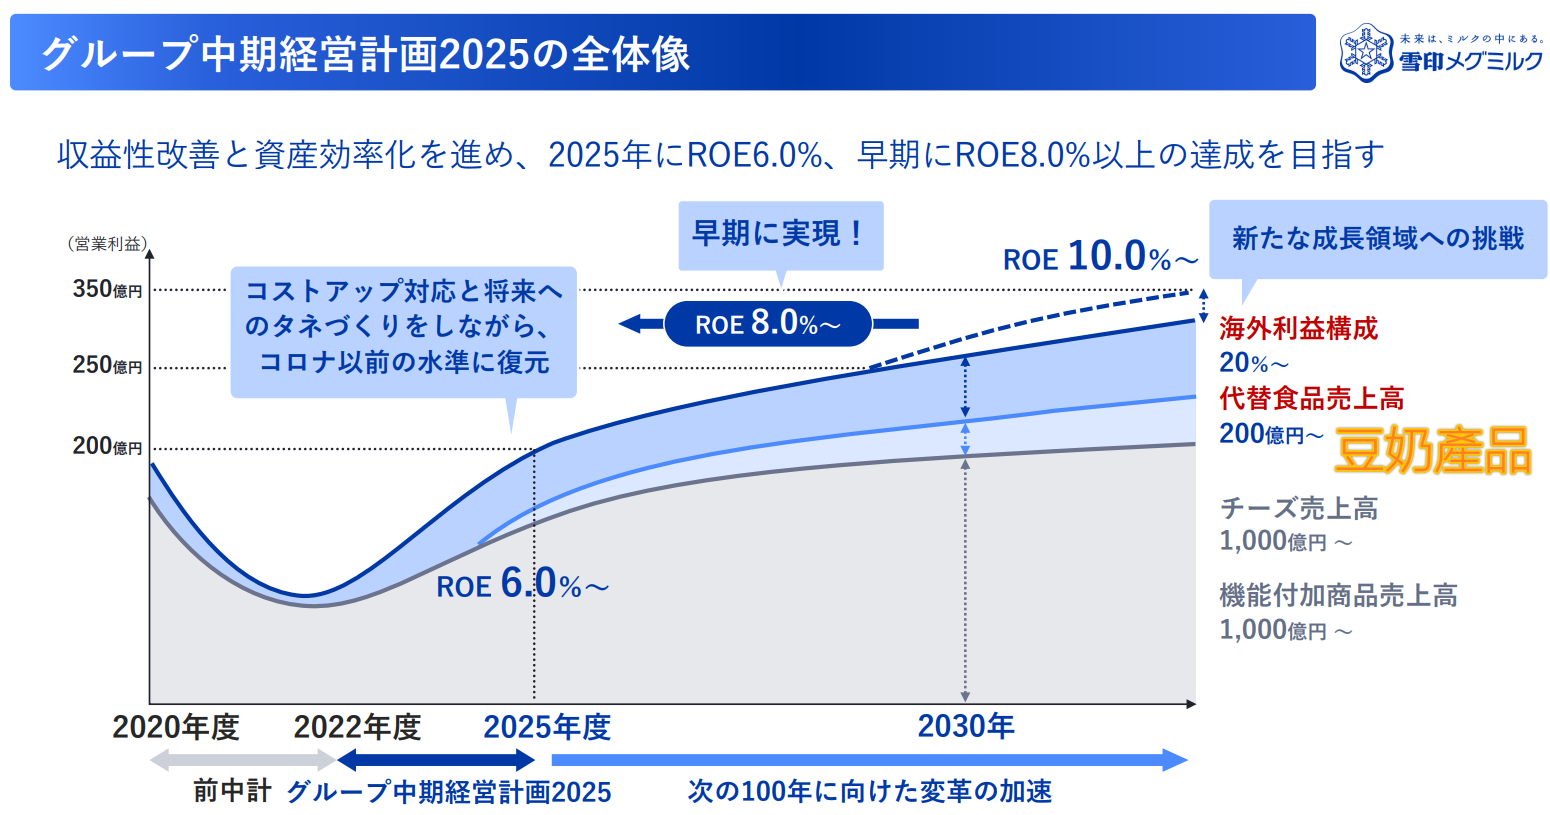 グループ中期経営計画2025の全体像
未来は、ミルクの中にある。
雪印メグミルク
収益性改善と資産効率化を進め、2025年にROE6.0%、早期にROE8.0%以上の達成を目指す
(営業利益)
350億円
250億円
200億円
コストアップ対応と将来へ
のタネづくりをしながら、
コロナ以前の水準に復元
早期に実現！
ROE 8.0%～
ROE 10.0%～
新たな成長領域への挑戦
海外利益構成
20%～
代替食品売上高
200億円～
豆奶產品
チーズ売上高
1,000億円 ～
機能付加商品売上高
1,000億円 ～
ROE 6.0%～
2020年度
2022年度
2025年度
2030年
前中計
グループ中期経営計画2025
次の100年に向けた変革の加速